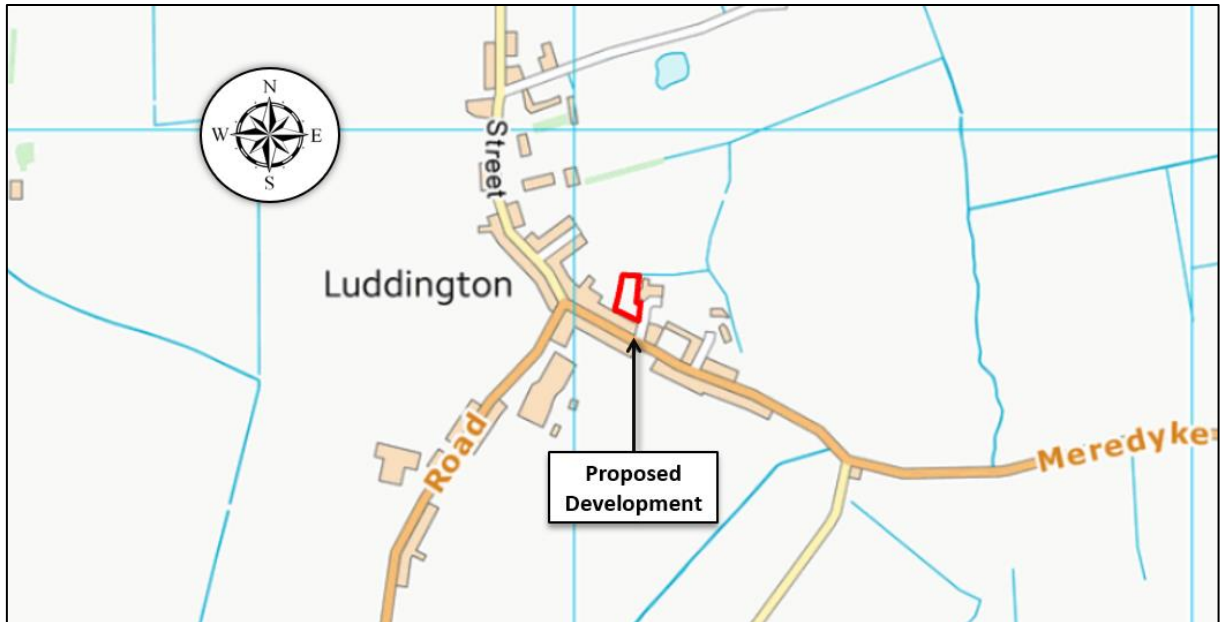 N
W E
S
Street
Luddington
Road
Meredyke
Proposed
Development